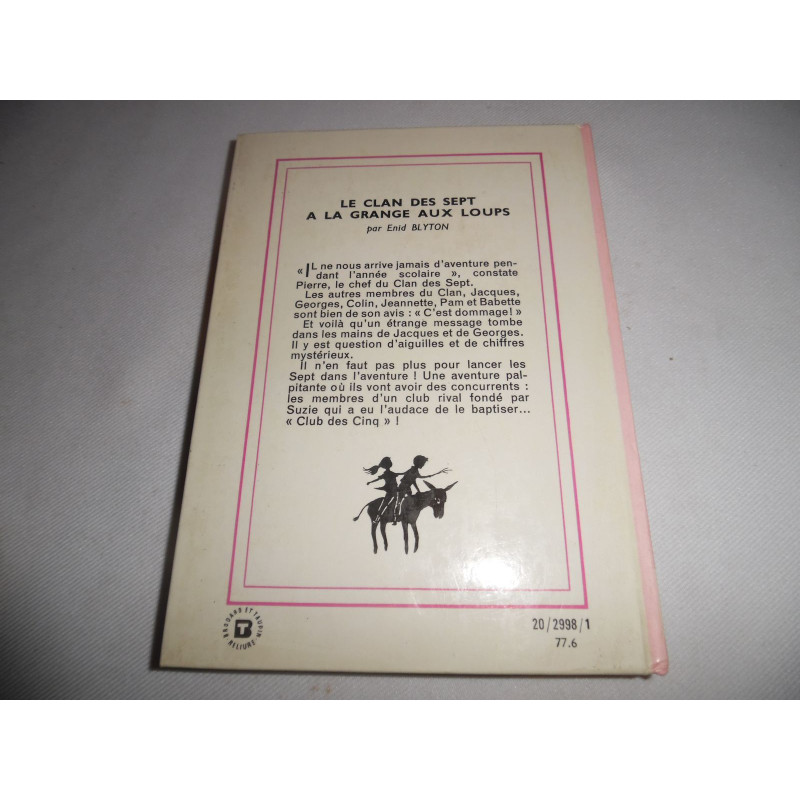 LE CLAN DES SEPT
A LA GRANGE AUX LOUPS
par Enid BLYTON
« IL ne nous arrive jamais d'aventure pen-
dant l'année scolaire », constate
Pierre, le chef du Clan des Sept.
Les autres membres du Clan, Jacques,
Georges, Colin, Jeannette, Pam et Babette
sont bien de son avis : « C'est dommage! »
Et voilà qu'un étrange message tombe
dans les mains de Jacques et de Georges.
Il y est question d'aiguilles et de chiffres
mystérieux.
Il n'en faut pas plus pour lancer les
Sept dans l'aventure ! Une aventure pal-
pitante où ils vont avoir des concurrents :
les membres d'un club rival fondé par
Suzie qui a eu l'audace de le baptiser...
« Club des Cinq » !
BRODARD ET TAUPIN
BT
RELIURE
20/2998/1
77.6